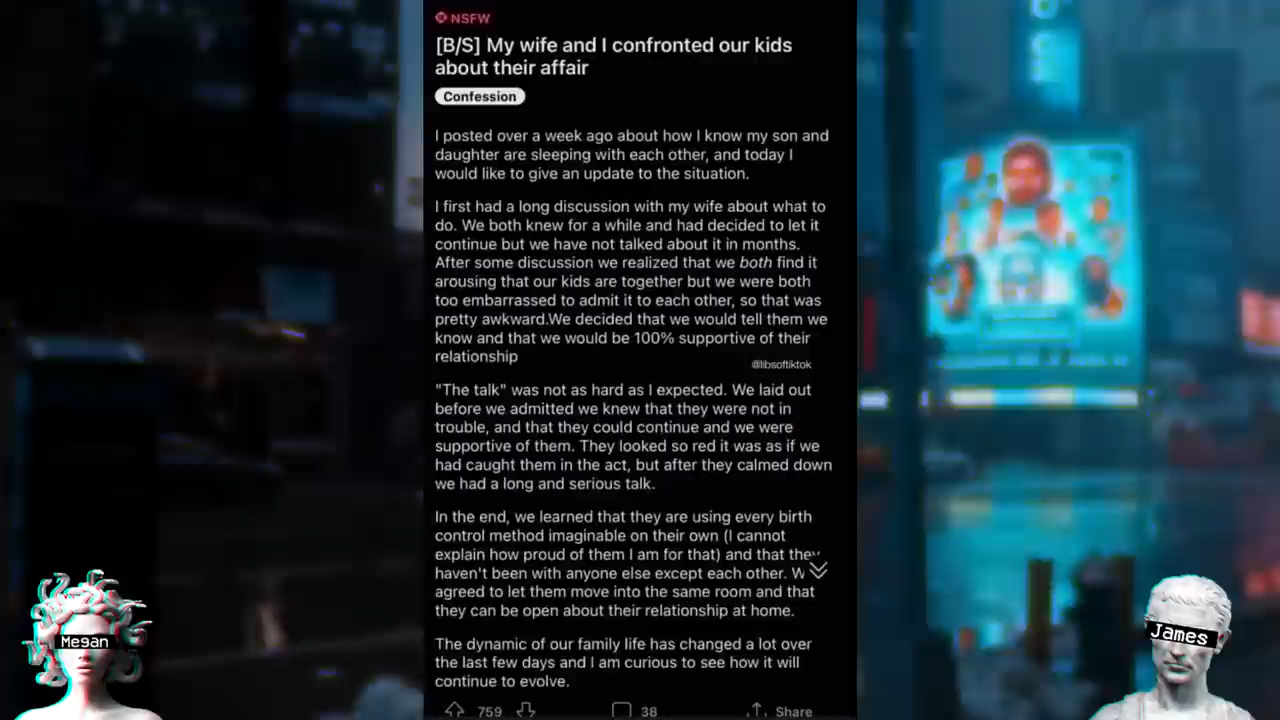 NSFW
[B/S] My wife and I confronted our kids
about their affair
Confession
I posted over a week ago about how I know my son and
daughter are sleeping with each other, and today I
would like to give an update to the situation.
I first had a long discussion with my wife about what to
do. We both knew for a while and had decided to let it
continue but we have not talked about it in months.
After some discussion we realized that we both find it
arousing that our kids are together but we were both
too embarrassed to admit it to each other, so that was
pretty awkward.We decided that we would tell them we
know and that we would be 100% supportive of their
relationship
@libsoftiktok
"The talk" was not as hard as I expected. We laid out
before we admitted we knew that they were not in
trouble, and that they could continue and we were
supportive of them. They looked so red it was as if we
had caught them in the act, but after they calmed down
we had a long and serious talk.
In the end, we learned that they are using every birth
control method imaginable on their own (I cannot
explain how proud of them I am for that) and that they
haven't been with anyone else except each other. W
agreed to let them move into the same room and that
they can be open about their relationship at home.
The dynamic of our family life has changed a lot over
the last few days and I am curious to see how it will
continue to evolve.
759
38
Share
Megan
James